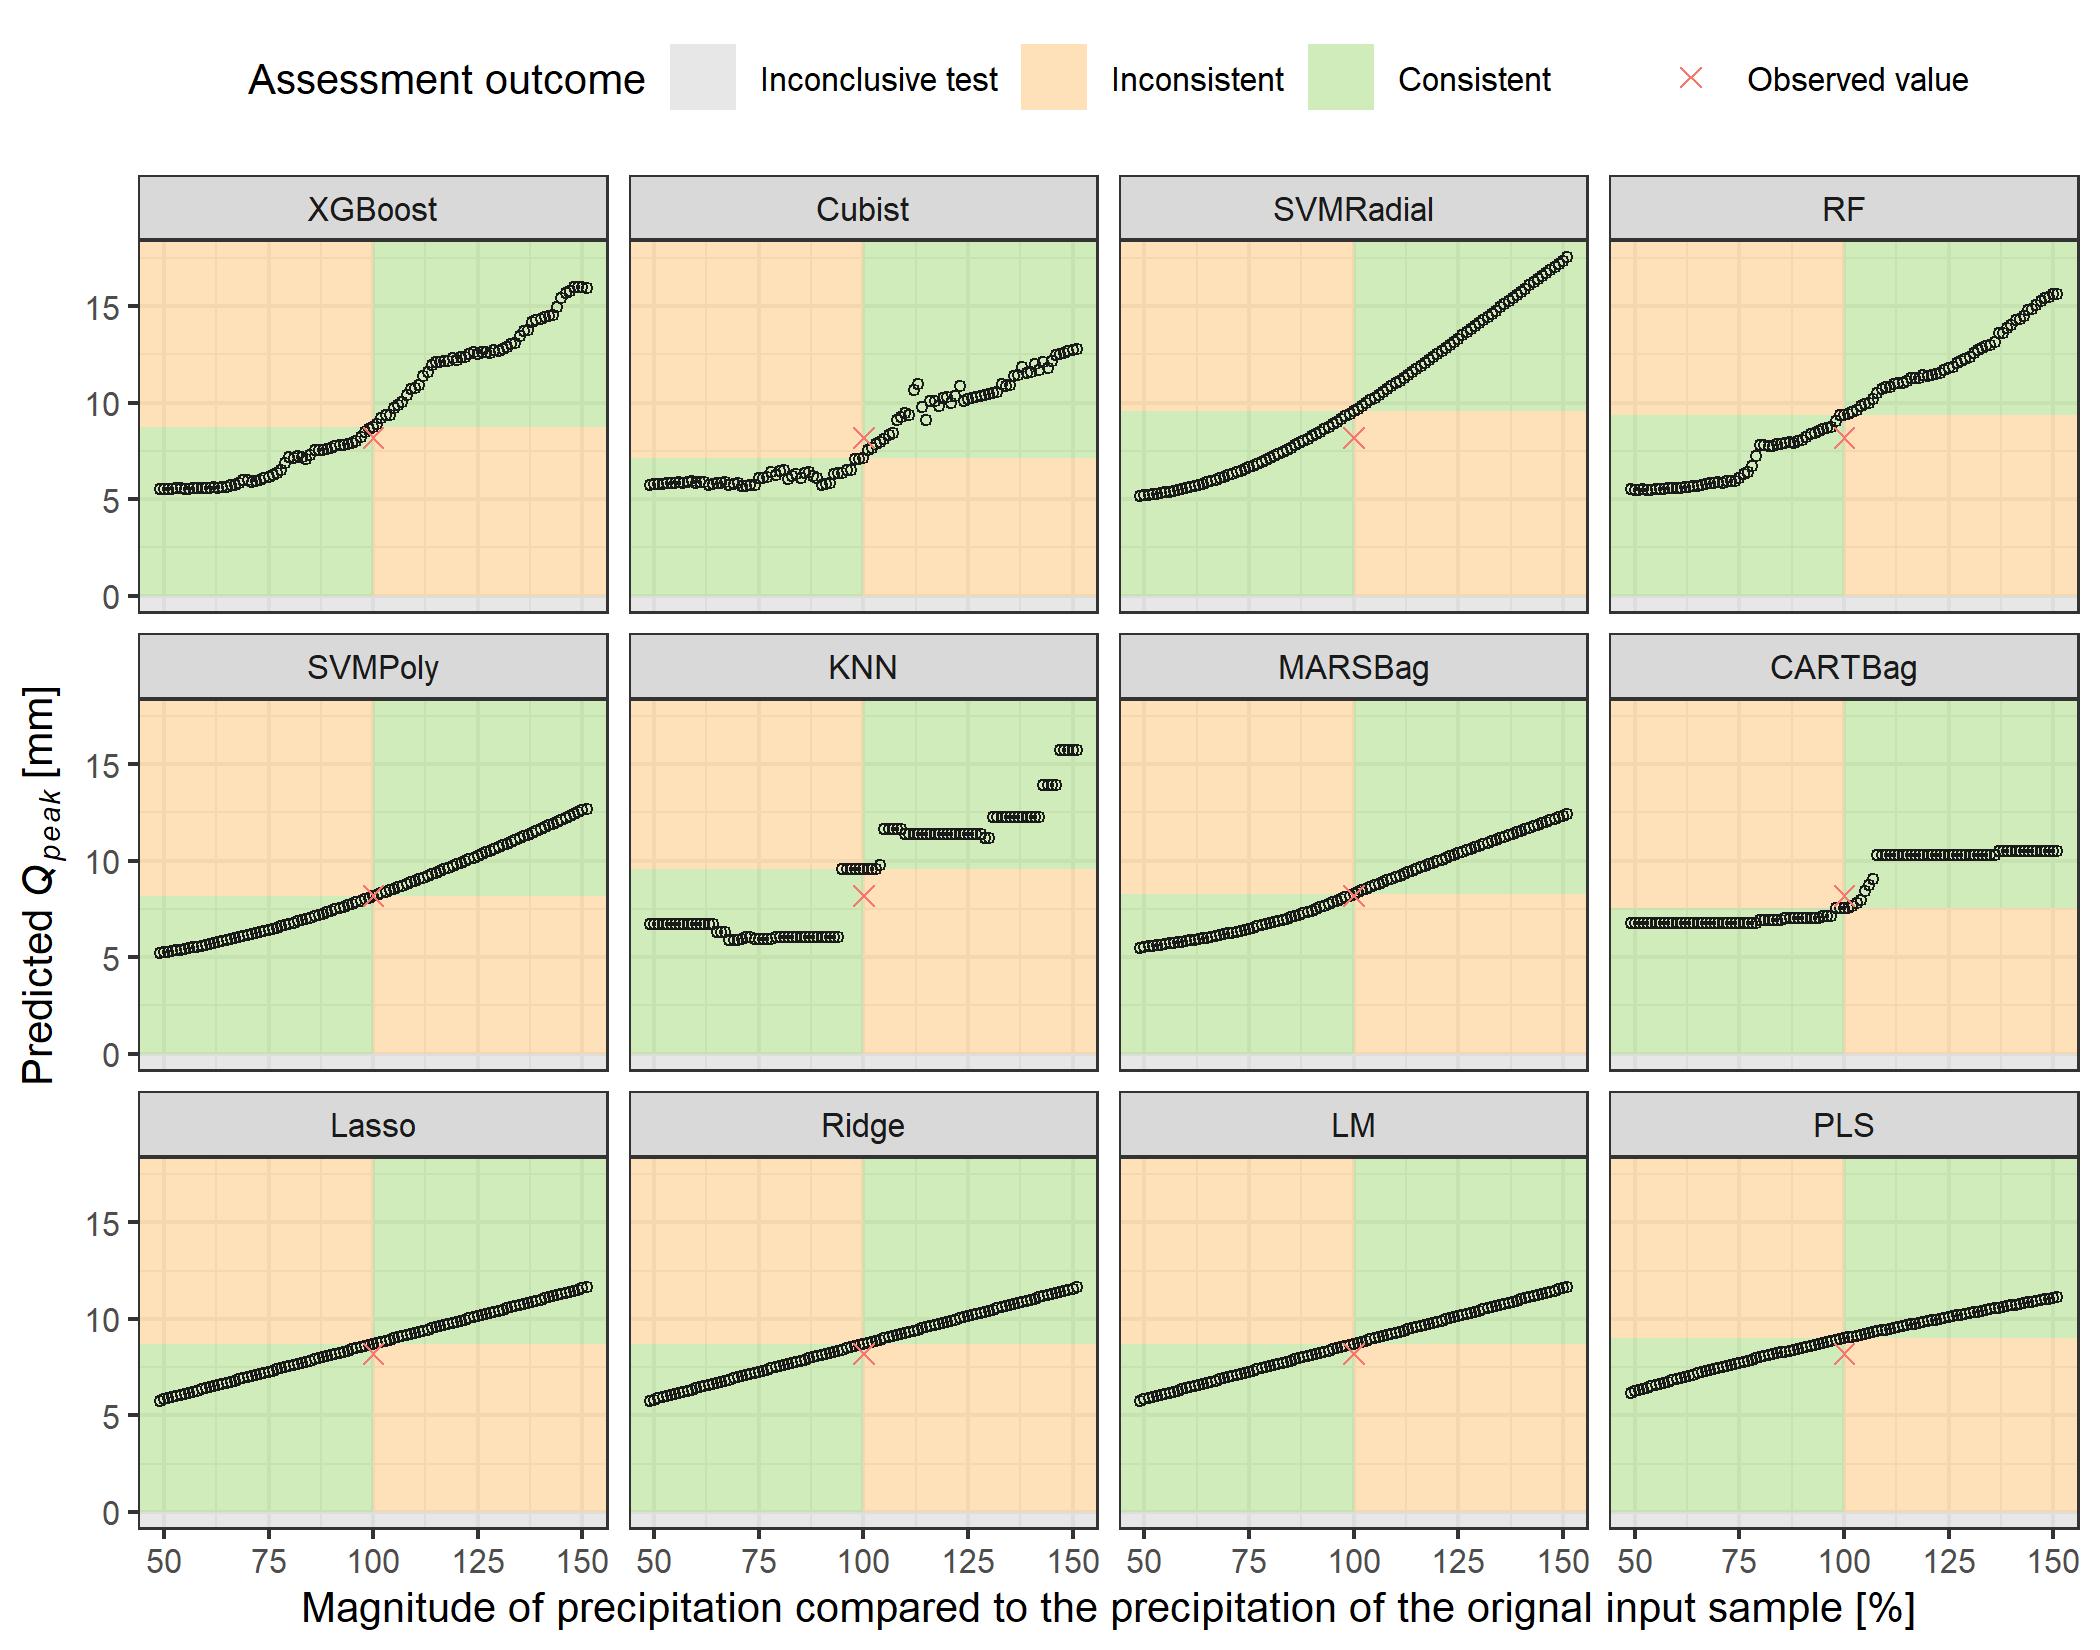 Assessment outcome Inconclusive test Inconsistent Consistent Observed value
XGBoost Cubist SVMRadial RF
15
10
5
0
SVMPoly KNN MARSBag CARTBag
15
10
5
0
Lasso Ridge LM PLS
15
10
5
0
50 75 100 125 150 50 75 100 125 150 50 75 100 125 150 50 75 100 125 150
Predicted Qpeak [mm]
Magnitude of precipitation compared to the precipitation of the orignal input sample [%]